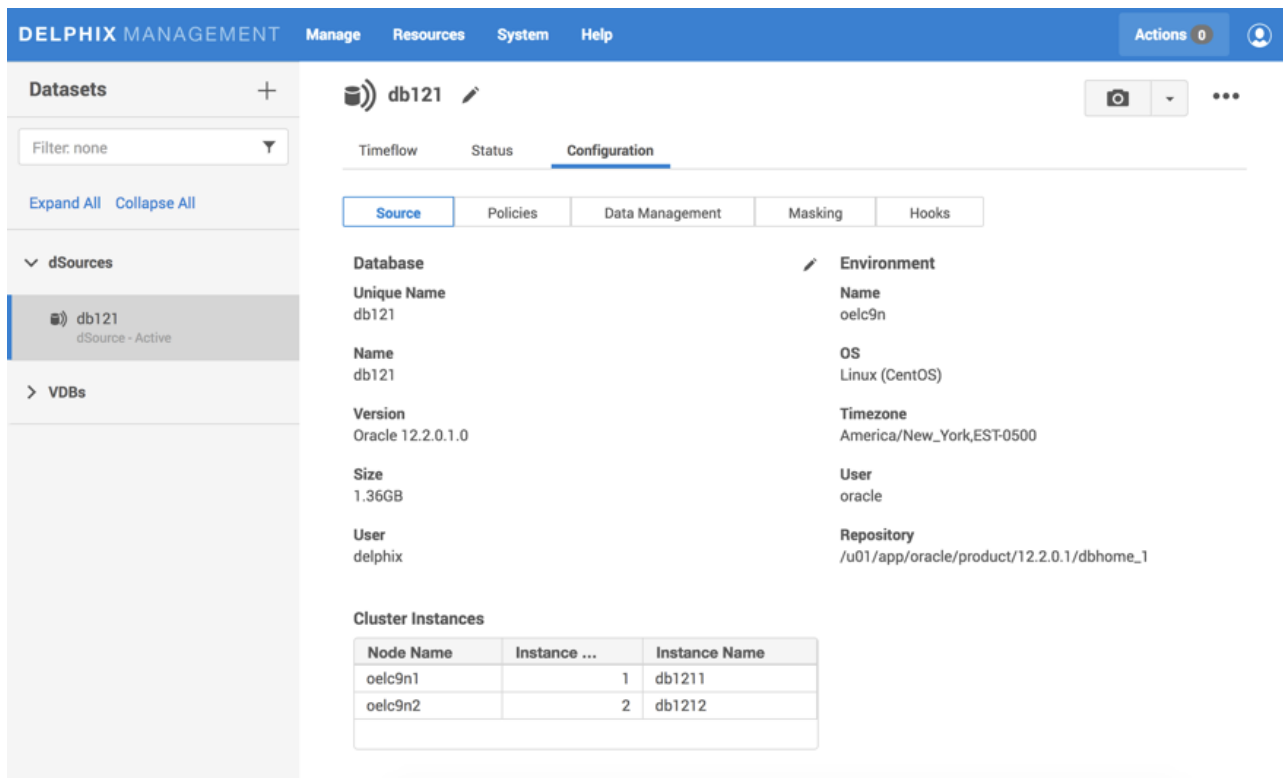 DELPHIX MANAGEMENT Manage Resources System Help Actions 0
Datasets
Filter: none
Expand All Collapse All
dSources
db121
dSource - Active
VDBs
db121
Timeflow Status Configuration
Source Policies Data Management Masking Hooks
Database
Unique Name
db121
Name
db121
Version
Oracle 12.2.0.1.0
Size
1.36GB
User
delphix
Environment
Name
oelc9n
OS
Linux (CentOS)
Timezone
America/New_York,EST-0500
User
oracle
Repository
/u01/app/oracle/product/12.2.0.1/dbhome_1
Cluster Instances
Node Name Instance ... Instance Name
oelc9n1 1 db1211
oelc9n2 2 db1212